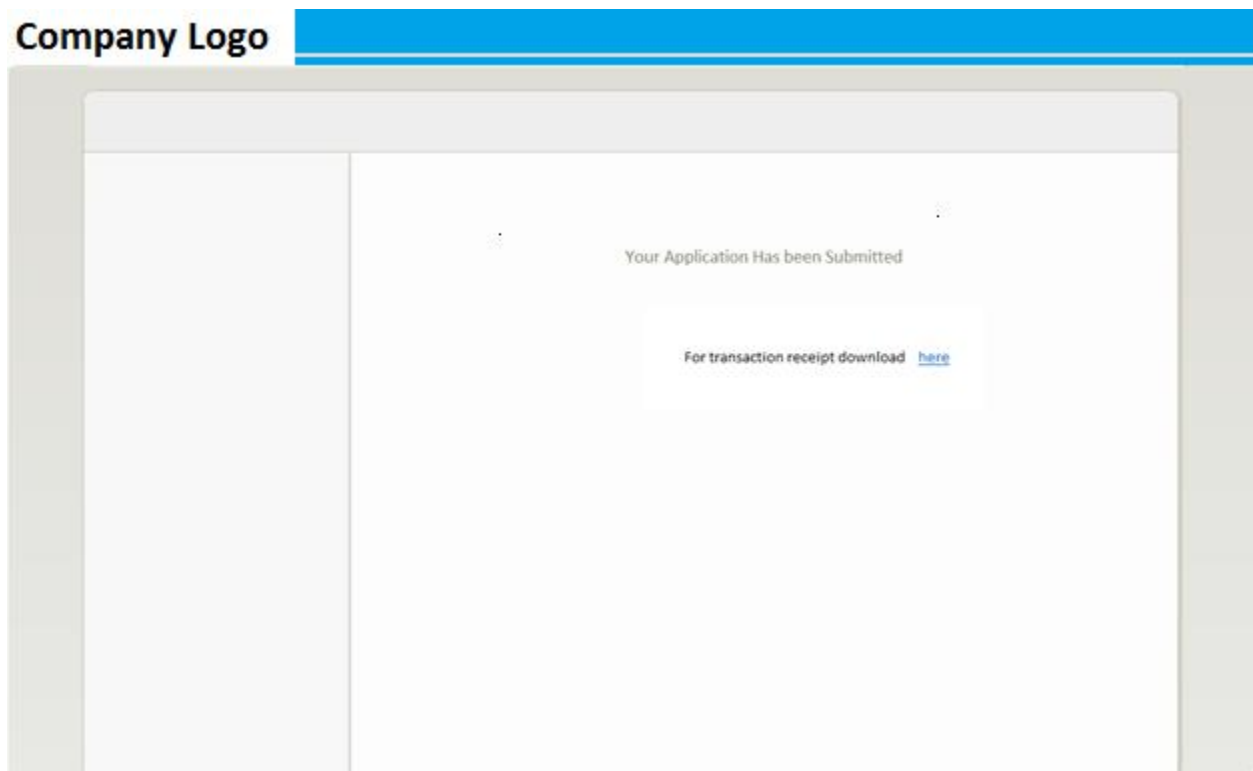 Company Logo
Your Application Has been Submitted
For transaction receipt download here